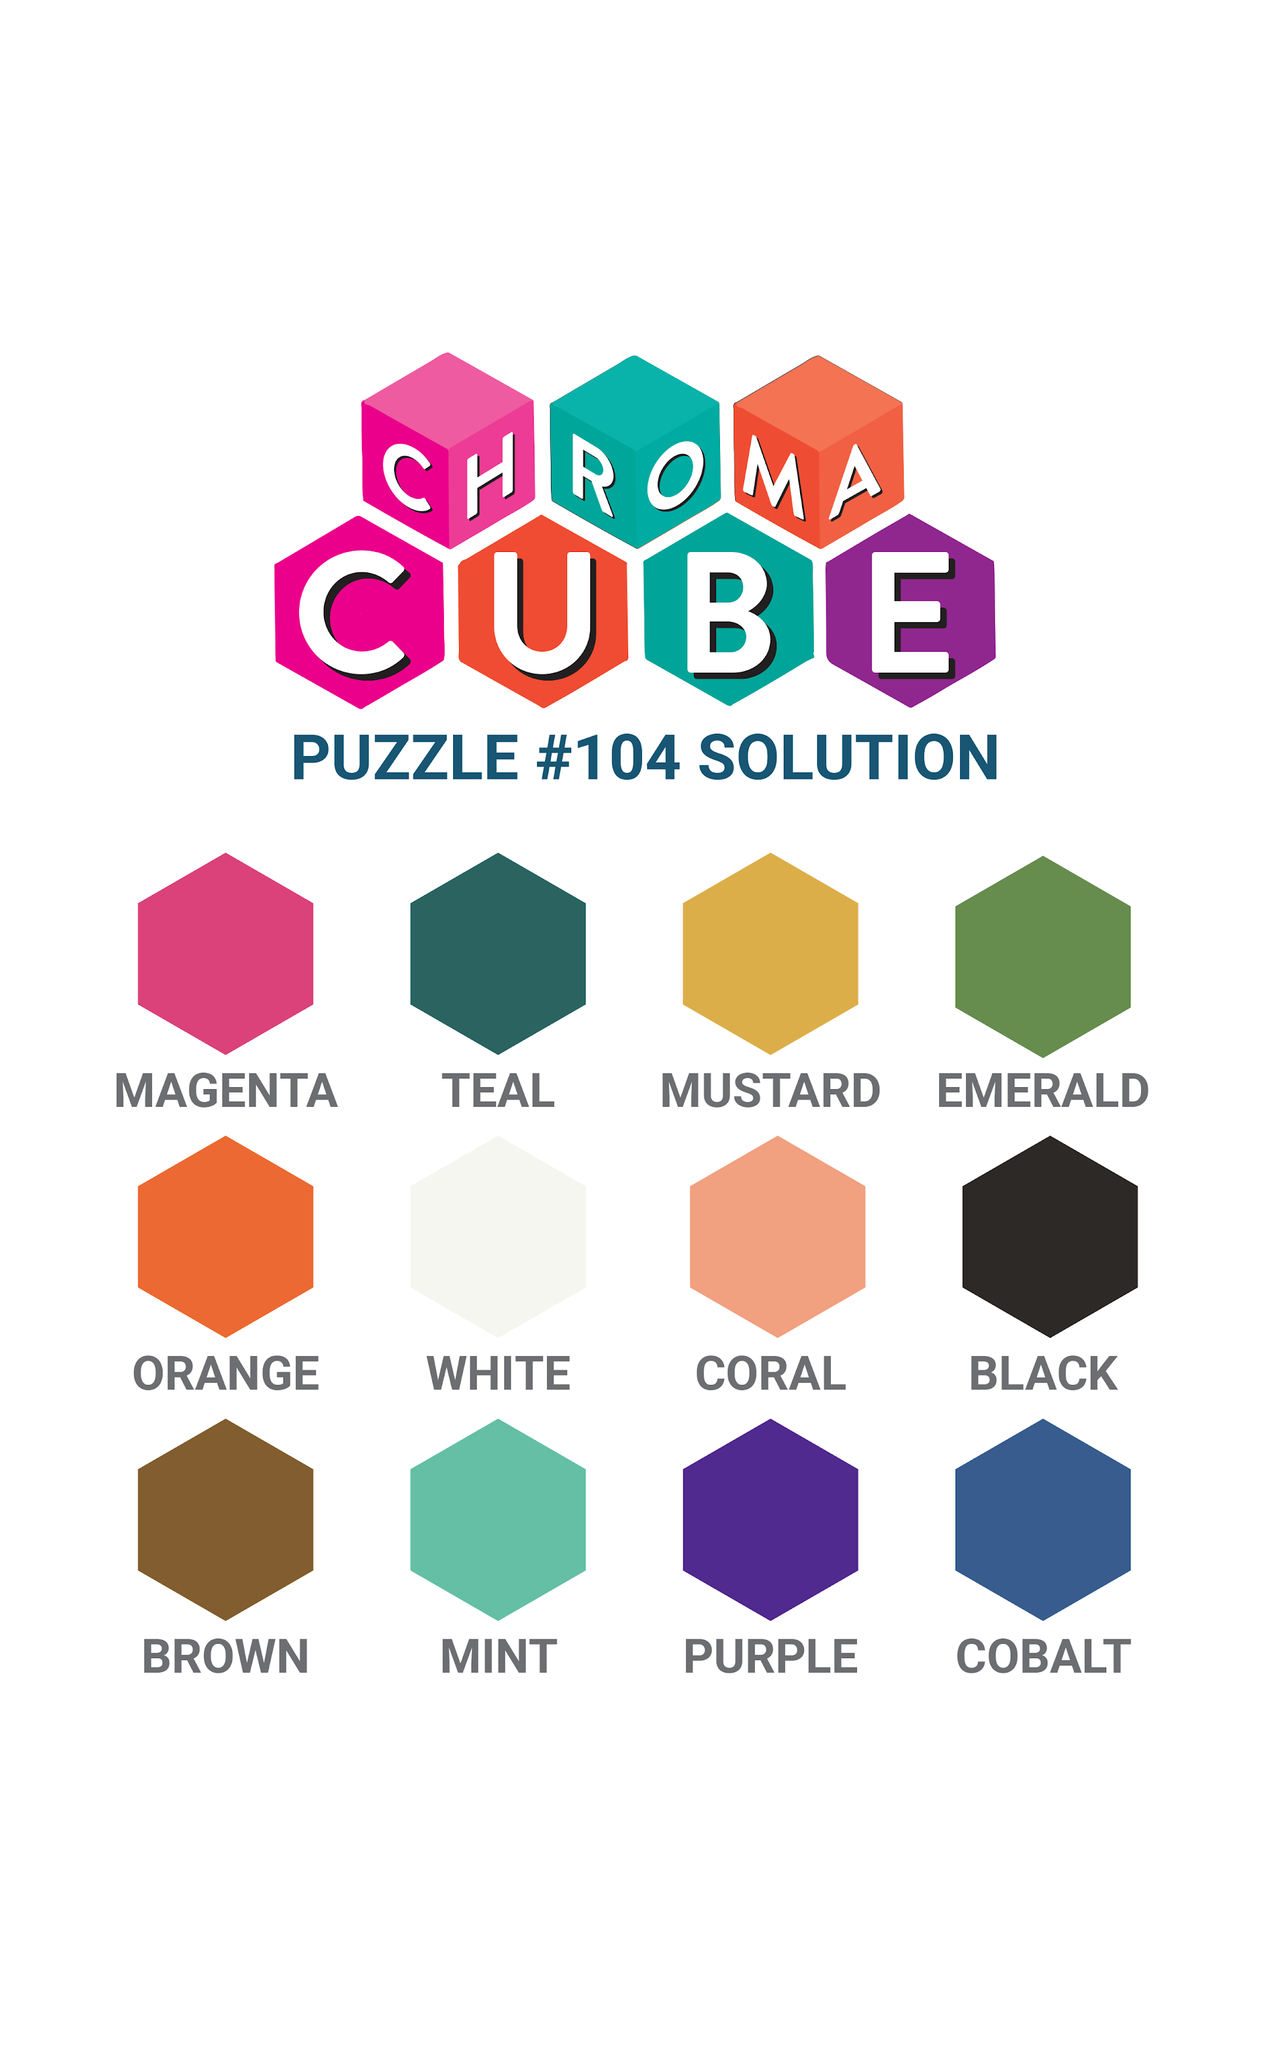 CHROMA
CUBE
PUZZLE #104 SOLUTION
MAGENTA TEAL MUSTARD EMERALD
ORANGE WHITE CORAL BLACK
BROWN MINT PURPLE COBALT